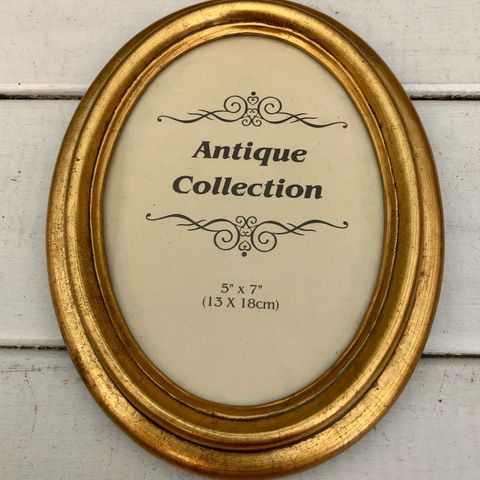 Antique
Collection
5" x 7"
(13 X 18cm)